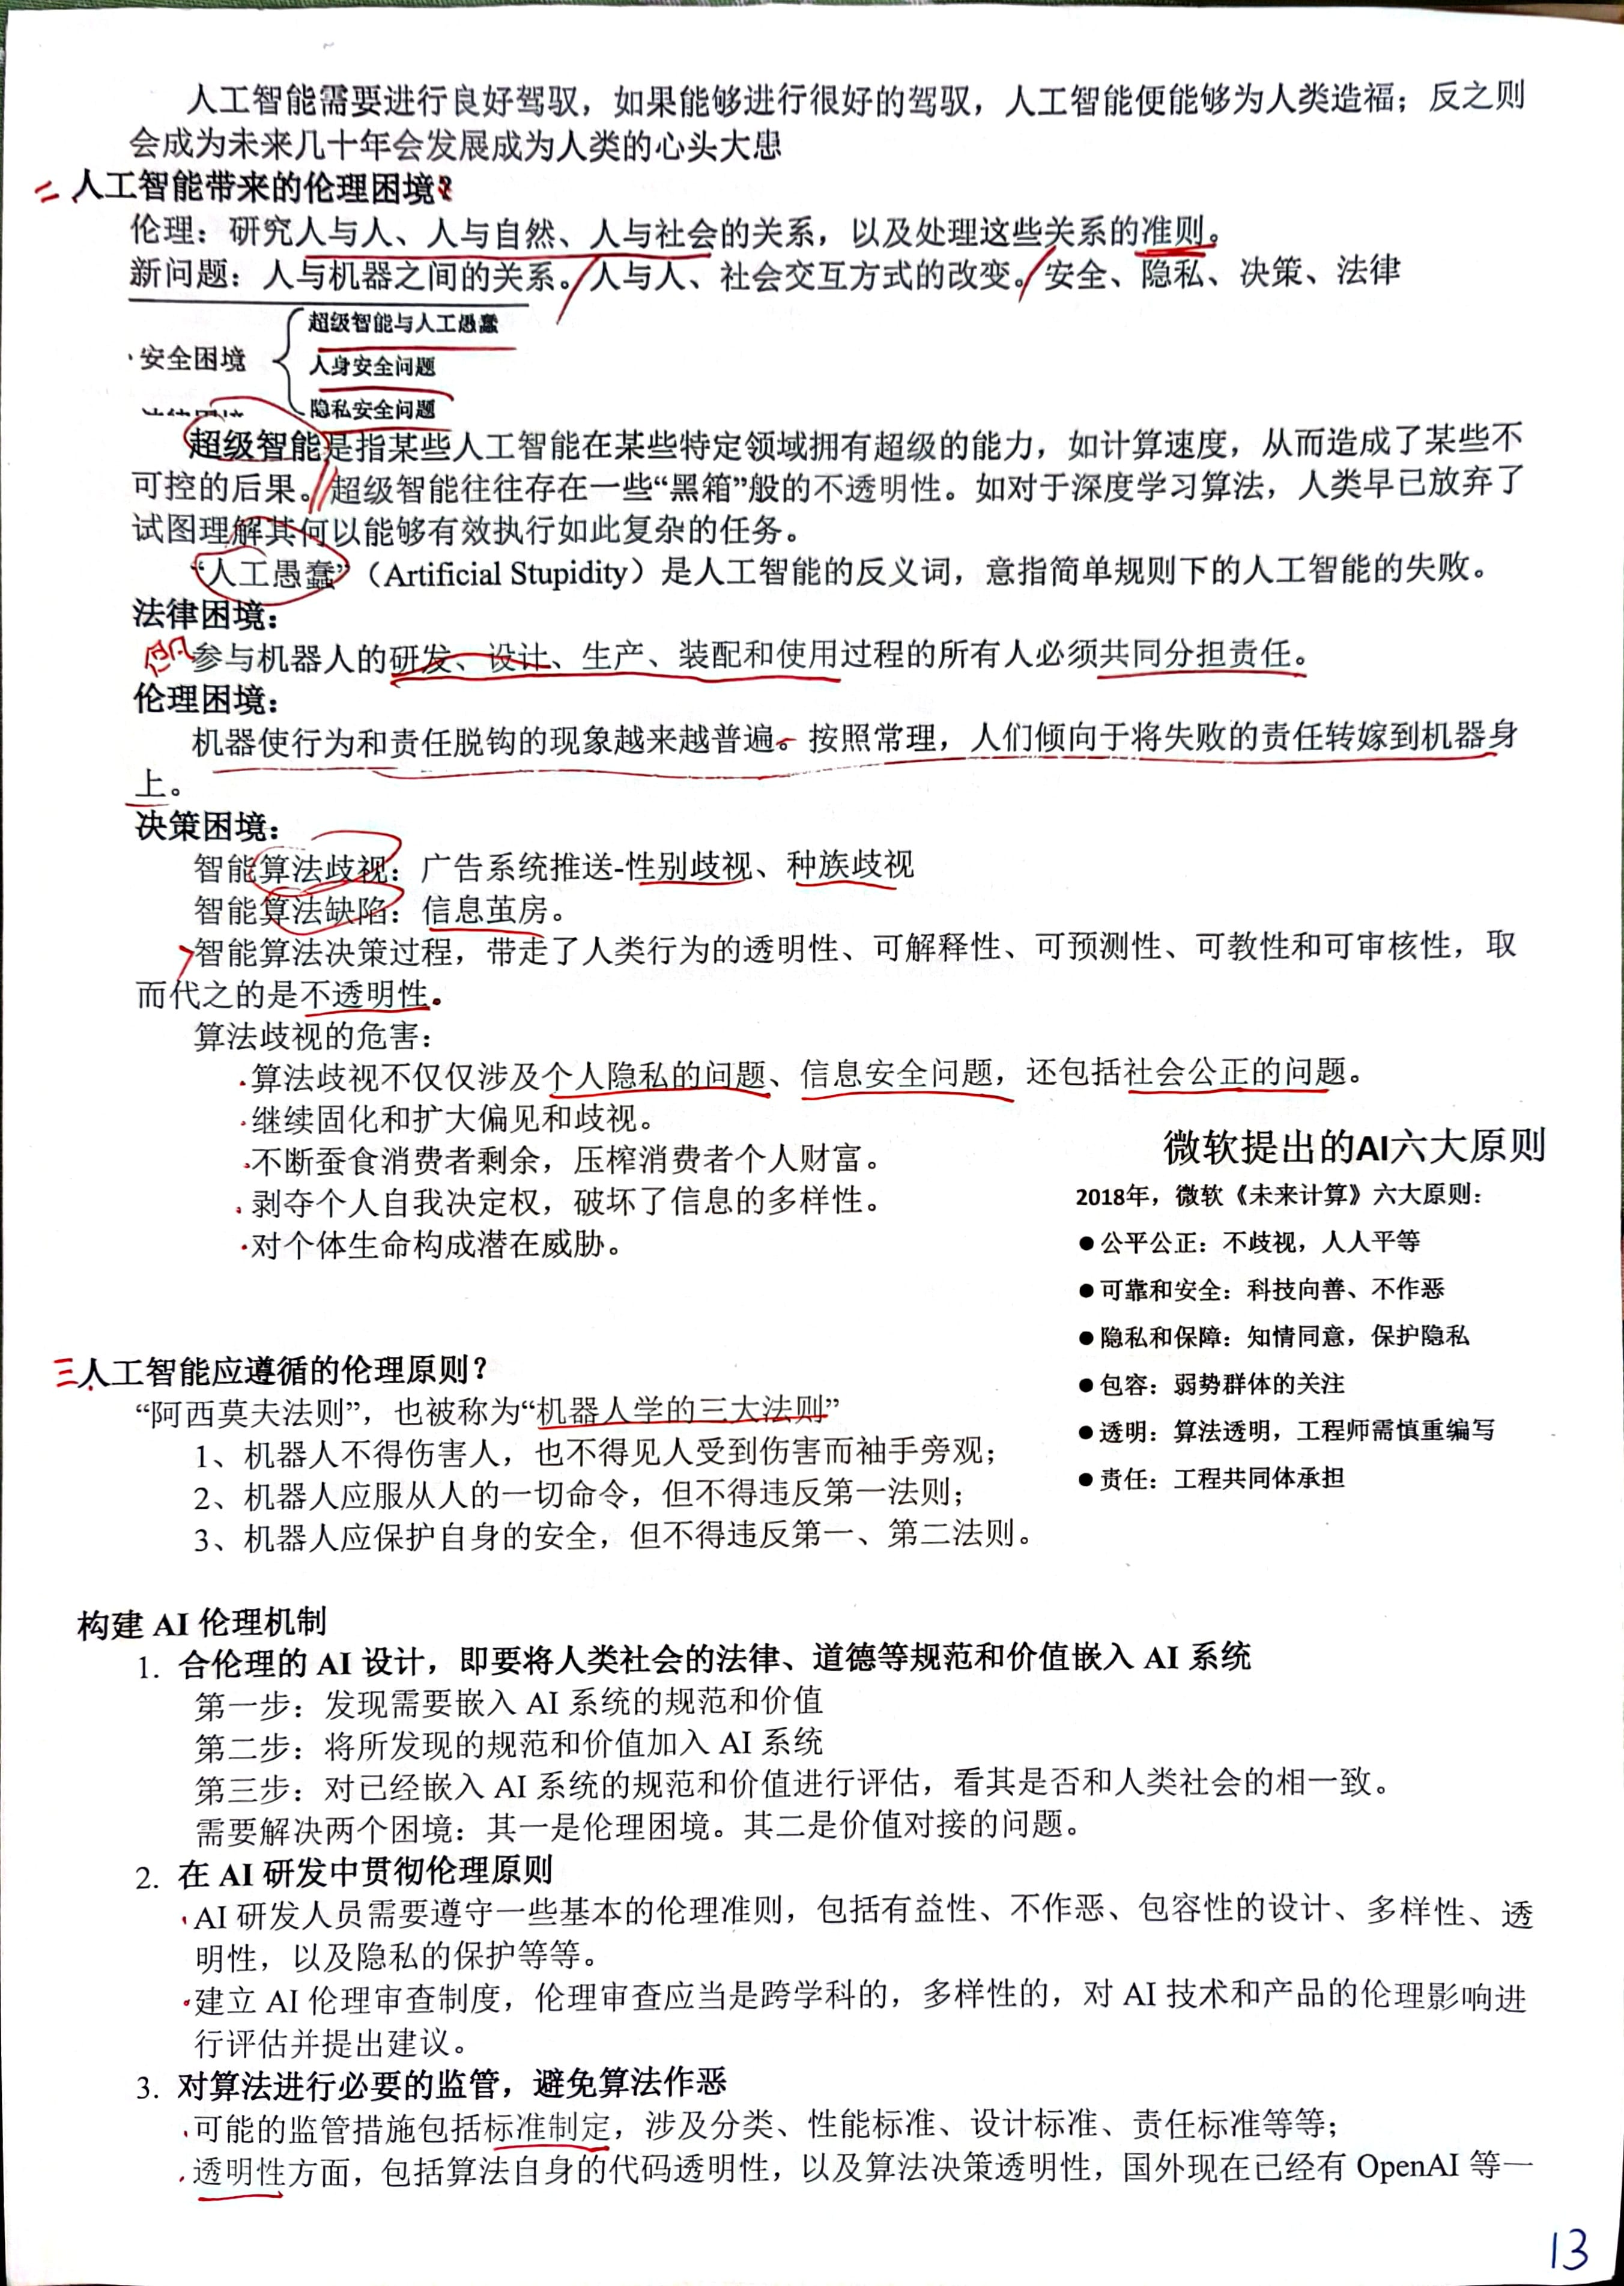 人工智能需要进行良好驾驭，如果能够进行很好的驾驭，人工智能便能够为人类造福；反之则
会成为未来几十年会发展成为人类的心头大患
二 人工智能带来的伦理困境？
伦理：研究人与人、人与自然、人与社会的关系，以及处理这些关系的准则。
新问题：人与机器之间的关系。人与人、社会交互方式的改变。安全、隐私、决策、法律
超级智能与人工愚蠢
·安全困境
人身安全问题
隐私安全问题
超级智能是指某些人工智能在某些特定领域拥有超级的能力，如计算速度，从而造成了某些不
可控的后果。超级智能往往存在一些“黑箱”般的不透明性。如对于深度学习算法，人类早已放弃了
试图理解其何以能够有效执行如此复杂的任务。
“人工愚蠢”（Artificial Stupidity）是人工智能的反义词，意指简单规则下的人工智能的失败。
法律困境：
参与机器人的研发、设计、生产、装配和使用过程的所有人必须共同分担责任。
伦理困境：
机器使行为和责任脱钩的现象越来越普遍。按照常理，人们倾向于将失败的责任转嫁到机器身
上。
决策困境：
智能算法歧视：广告系统推送-性别歧视、种族歧视
智能算法缺陷：信息茧房。
智能算法决策过程，带走了人类行为的透明性、可解释性、可预测性、可教性和可审核性，取
而代之的是不透明性。
算法歧视的危害：
·算法歧视不仅仅涉及个人隐私的问题、信息安全问题，还包括社会公正的问题。
·继续固化和扩大偏见和歧视。
·不断蚕食消费者剩余，压榨消费者个人财富。
·剥夺个人自我决定权，破坏了信息的多样性。
·对个体生命构成潜在威胁。
微软提出的AI六大原则
2018年，微软《未来计算》六大原则：
●公平公正：不歧视，人人平等
●可靠和安全：科技向善、不作恶
●隐私和保障：知情同意，保护隐私
●包容：弱势群体的关注
●透明：算法透明，工程师需慎重编写
●责任：工程共同体承担
三、人工智能应遵循的伦理原则？
“阿西莫夫法则”，也被称为“机器人学的三大法则”
1、机器人不得伤害人，也不得见人受到伤害而袖手旁观；
2、机器人应服从人的一切命令，但不得违反第一法则；
3、机器人应保护自身的安全，但不得违反第一、第二法则。
构建 AI 伦理机制
1. 合伦理的 AI 设计，即要将人类社会的法律、道德等规范和价值嵌入 AI 系统
第一步：发现需要嵌入 AI 系统的规范和价值
第二步：将所发现的规范和价值加入 AI 系统
第三步：对已经嵌入 AI 系统的规范和价值进行评估，看其是否和人类社会的相一致。
需要解决两个困境：其一是伦理困境。其二是价值对接的问题。
2. 在 AI 研发中贯彻伦理原则
·AI 研发人员需要遵守一些基本的伦理准则，包括有益性、不作恶、包容性的设计、多样性、透
明性，以及隐私的保护等等。
·建立 AI 伦理审查制度，伦理审查应当是跨学科的，多样性的，对 AI 技术和产品的伦理影响进
行评估并提出建议。
3. 对算法进行必要的监管，避免算法作恶
·可能的监管措施包括标准制定，涉及分类、性能标准、设计标准、责任标准等等；
·透明性方面，包括算法自身的代码透明性，以及算法决策透明性，国外现在已经有 OpenAI 等一
13